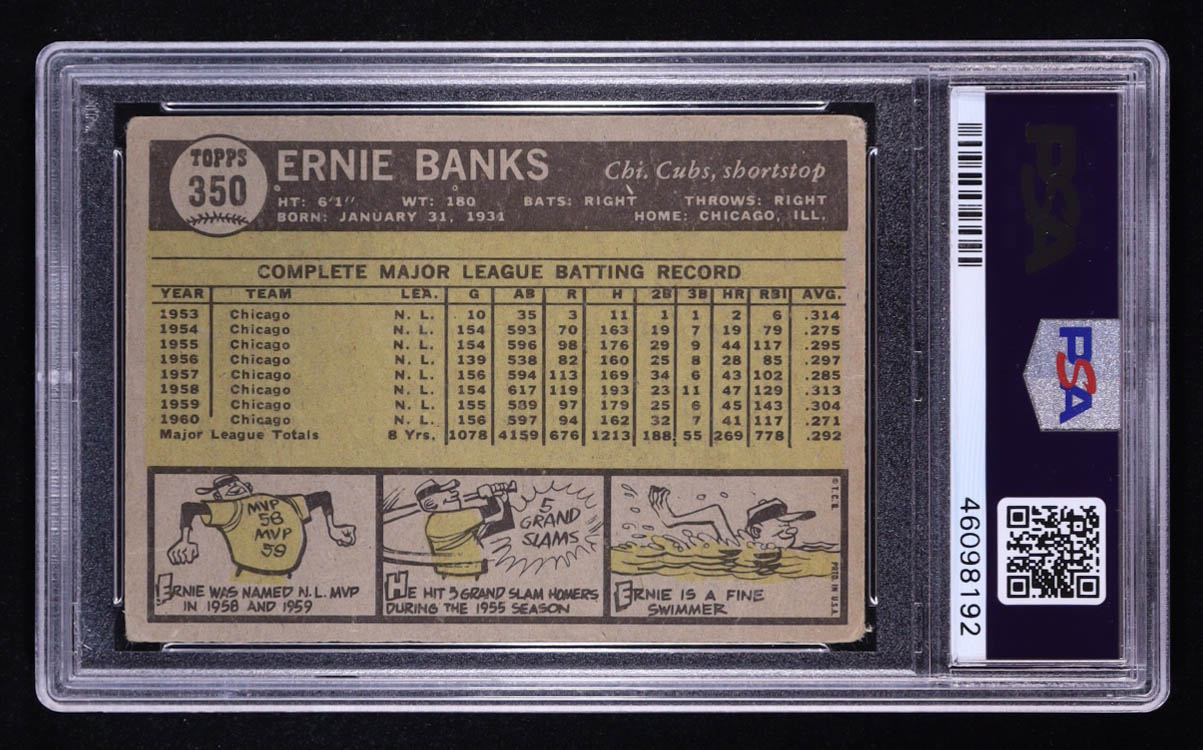 TOPPS
350
ERNIE BANKS
Chi. Cubs, shortstop
HT: 6'1" WT: 180 BATS: RIGHT THROWS: RIGHT
BORN: JANUARY 31, 1931 HOME: CHICAGO, ILL.
COMPLETE MAJOR LEAGUE BATTING RECORD
YEAR TEAM LEA. G AB R H 2B 3B HR RBI AVG.
1953 Chicago N. L. 10 35 3 11 1 1 2 6 .314
1954 Chicago N. L. 154 593 70 163 19 7 19 79 .275
1955 Chicago N. L. 154 596 98 176 29 9 44 117 .295
1956 Chicago N. L. 139 538 82 160 25 8 28 85 .297
1957 Chicago N. L. 156 594 113 169 34 6 43 102 .285
1958 Chicago N. L. 154 617 119 193 23 11 47 129 .313
1959 Chicago N. L. 155 589 97 179 25 6 45 143 .304
1960 Chicago N. L. 156 597 94 162 32 7 41 117 .271
Major League Totals 8 Yrs. 1078 4159 676 1213 188 55 269 778 .292
MVP
58
MVP
59
ERNIE WAS NAMED N.L. MVP
IN 1958 AND 1959
5
GRAND
SLAMS
HE HIT 5 GRAND SLAM HOMERS
DURING THE 1955 SEASON
ERNIE IS A FINE
SWIMMER
© T.C.G.
PRTD. IN U.S.A.
PSA
PSA
46098192